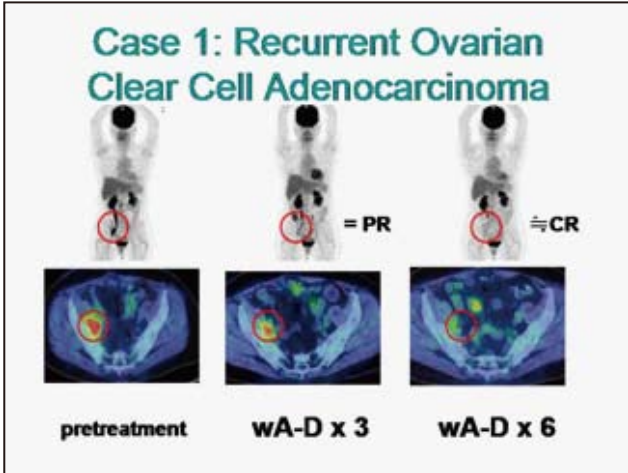 Case 1: Recurrent Ovarian
Clear Cell Adenocarcinoma
= PR
≒CR
pretreatment
wA-D x 3
wA-D x 6